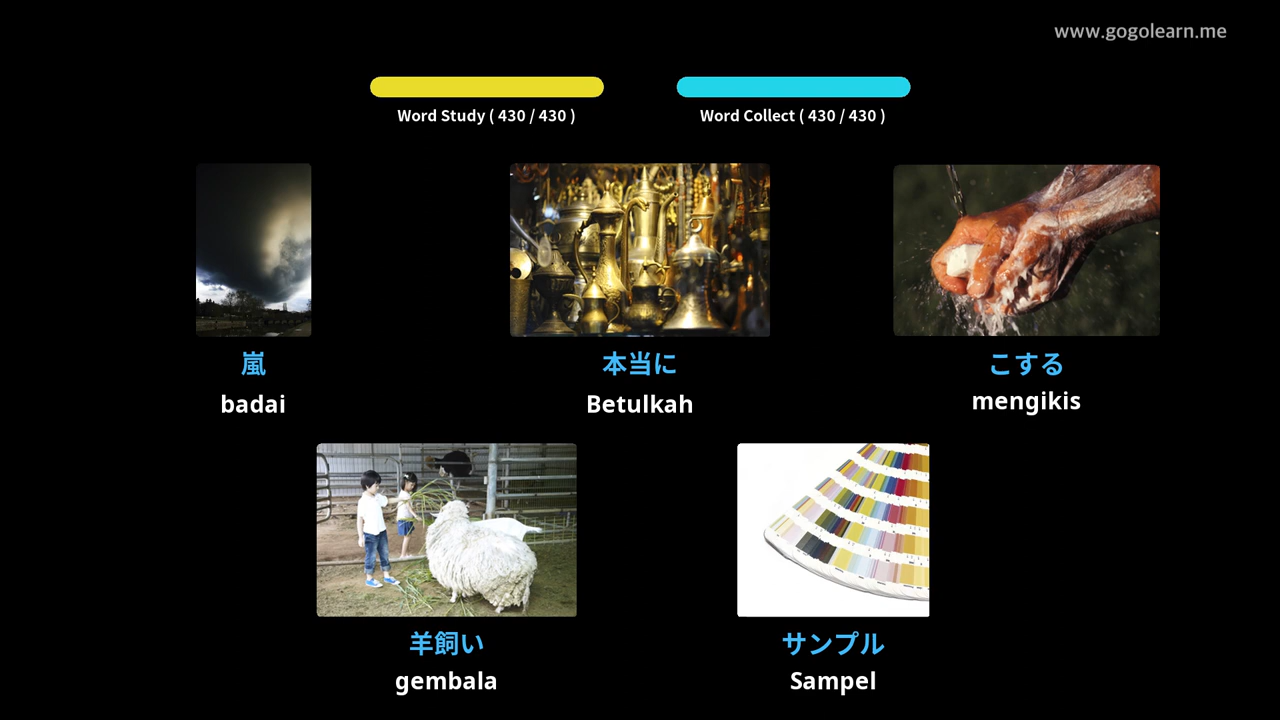 www.gogolearn.me
Word Study ( 430 / 430 )
Word Collect ( 430 / 430 )
嵐
badai
本当に
Betulkah
こする
mengikis
羊飼い
gembala
サンプル
Sampel